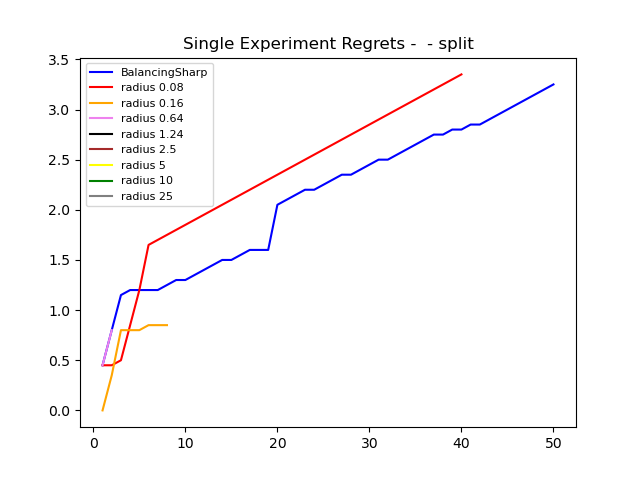 Single Experiment Regrets -  - split
BalancingSharp
radius 0.08
radius 0.16
radius 0.64
radius 1.24
radius 2.5
radius 5
radius 10
radius 25
3.5
3.0
2.5
2.0
1.5
1.0
0.5
0.0
0 10 20 30 40 50